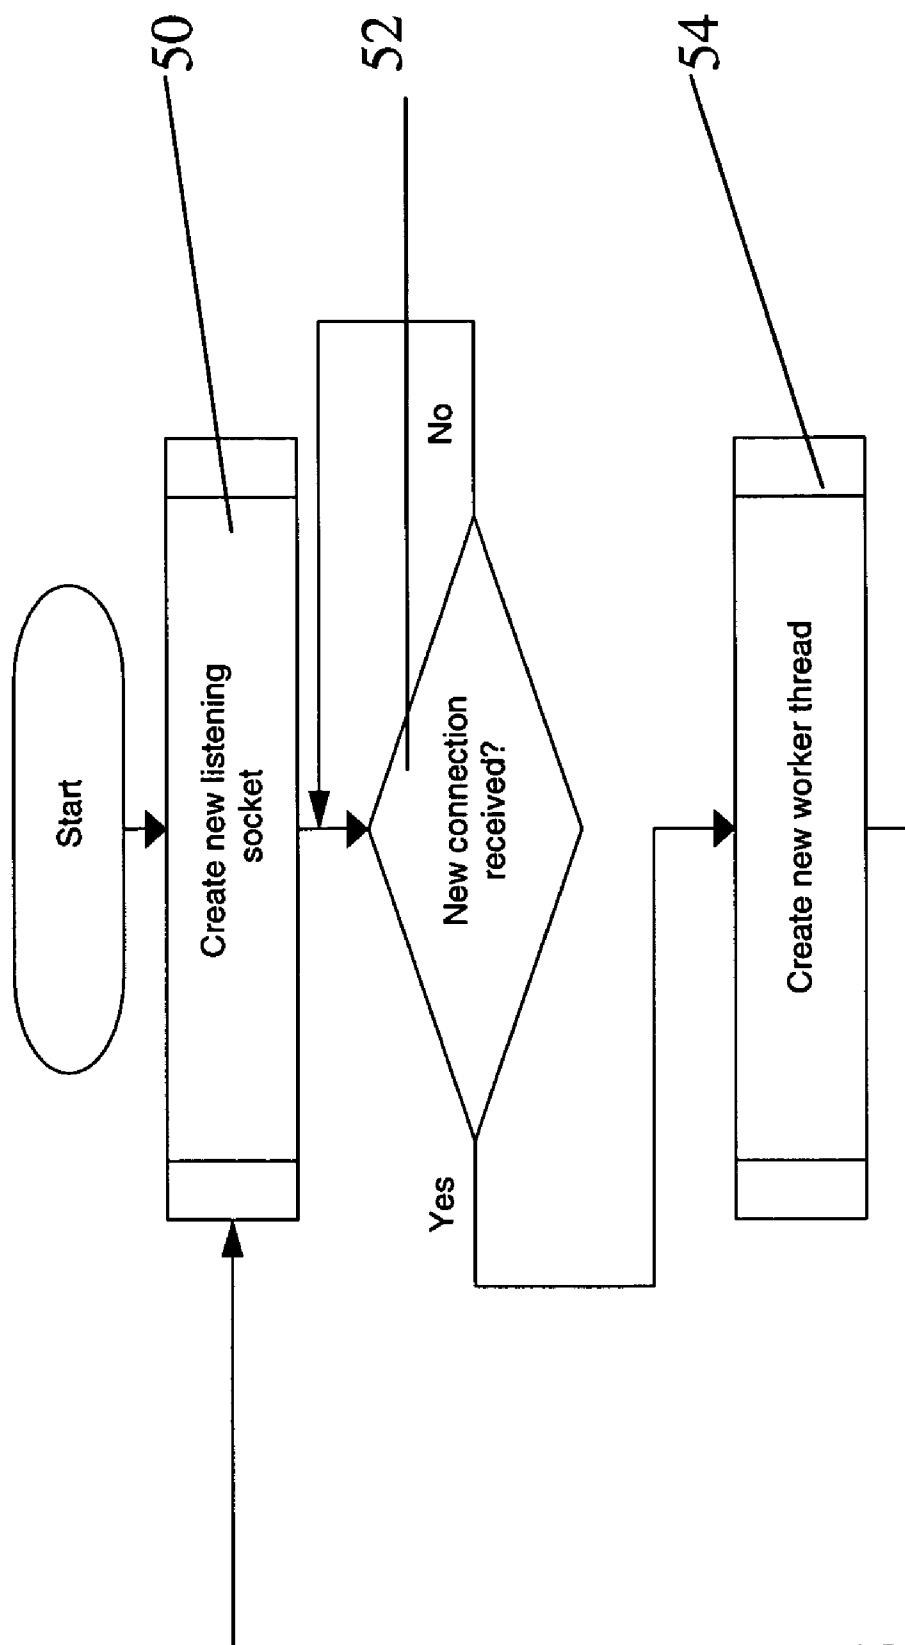 Start
50
Create new listening
socket
52
No
New connection
received?
Yes
54
Create new worker thread